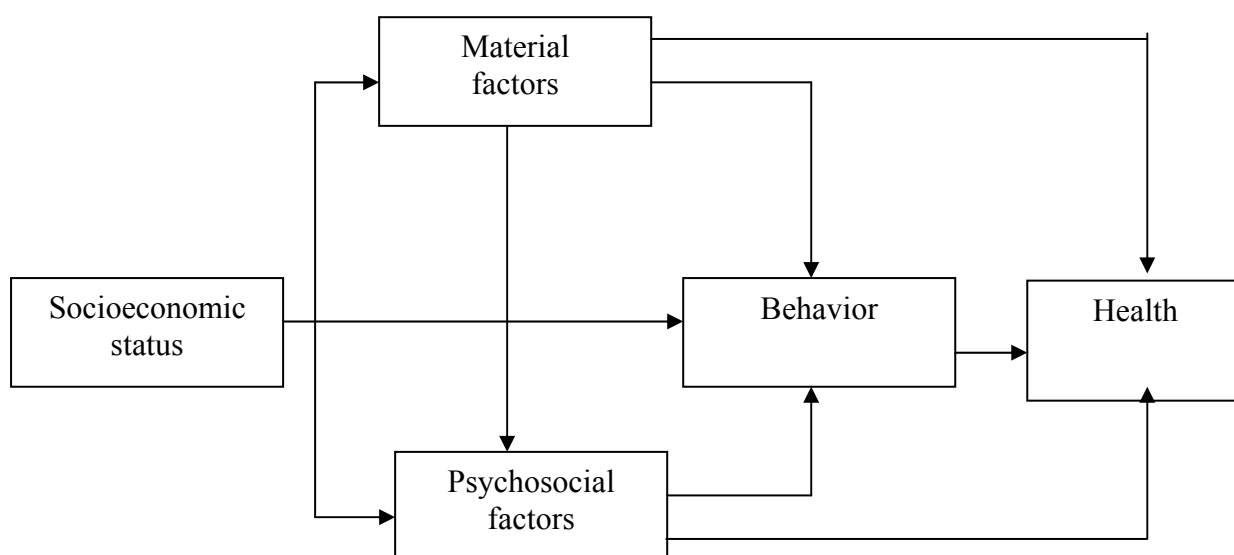 Material
factors
Socioeconomic
status
Behavior
Health
Psychosocial
factors